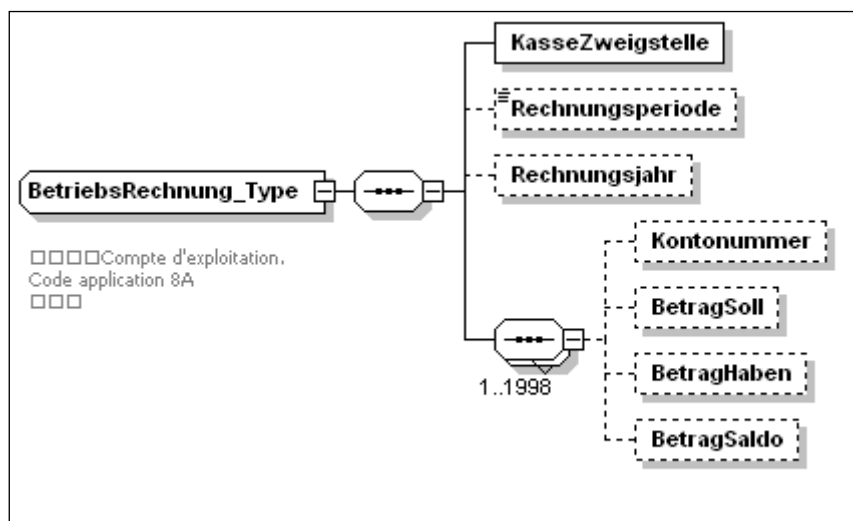 KasseZweigstelle
Rechnungsperiode
Rechnungsjahr
BetriebsRechnung_Type
□□□□Compte d'exploitation.
Code application 8A
□□□
Kontonummer
BetragSoll
BetragHaben
BetragSaldo
1..1998